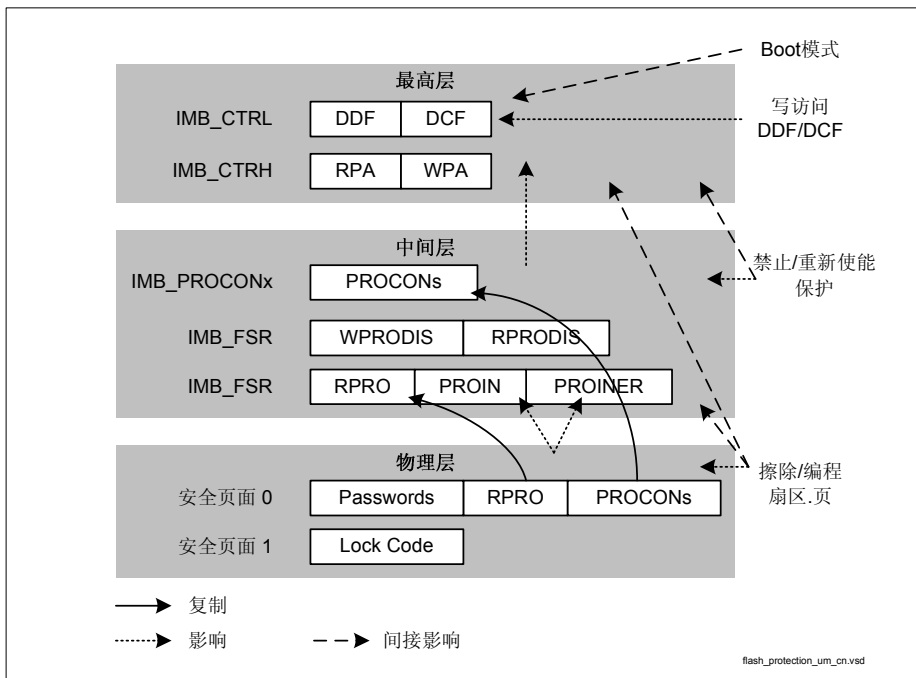 Boot模式
最高层
写访问
DDF/DCF
IMB_CTRL DDF DCF
IMB_CTRH RPA WPA
中间层
禁止/重新使能
保护
IMB_PROCONx PROCONs
IMB_FSR WPRODIS RPRODIS
IMB_FSR RPRO PROIN PROINER
物理层
擦除/编程
扇区.页
安全页面 0 Passwords RPRO PROCONs
安全页面 1 Lock Code
复制
影响 间接影响
flash_protection_um_cn.vsd